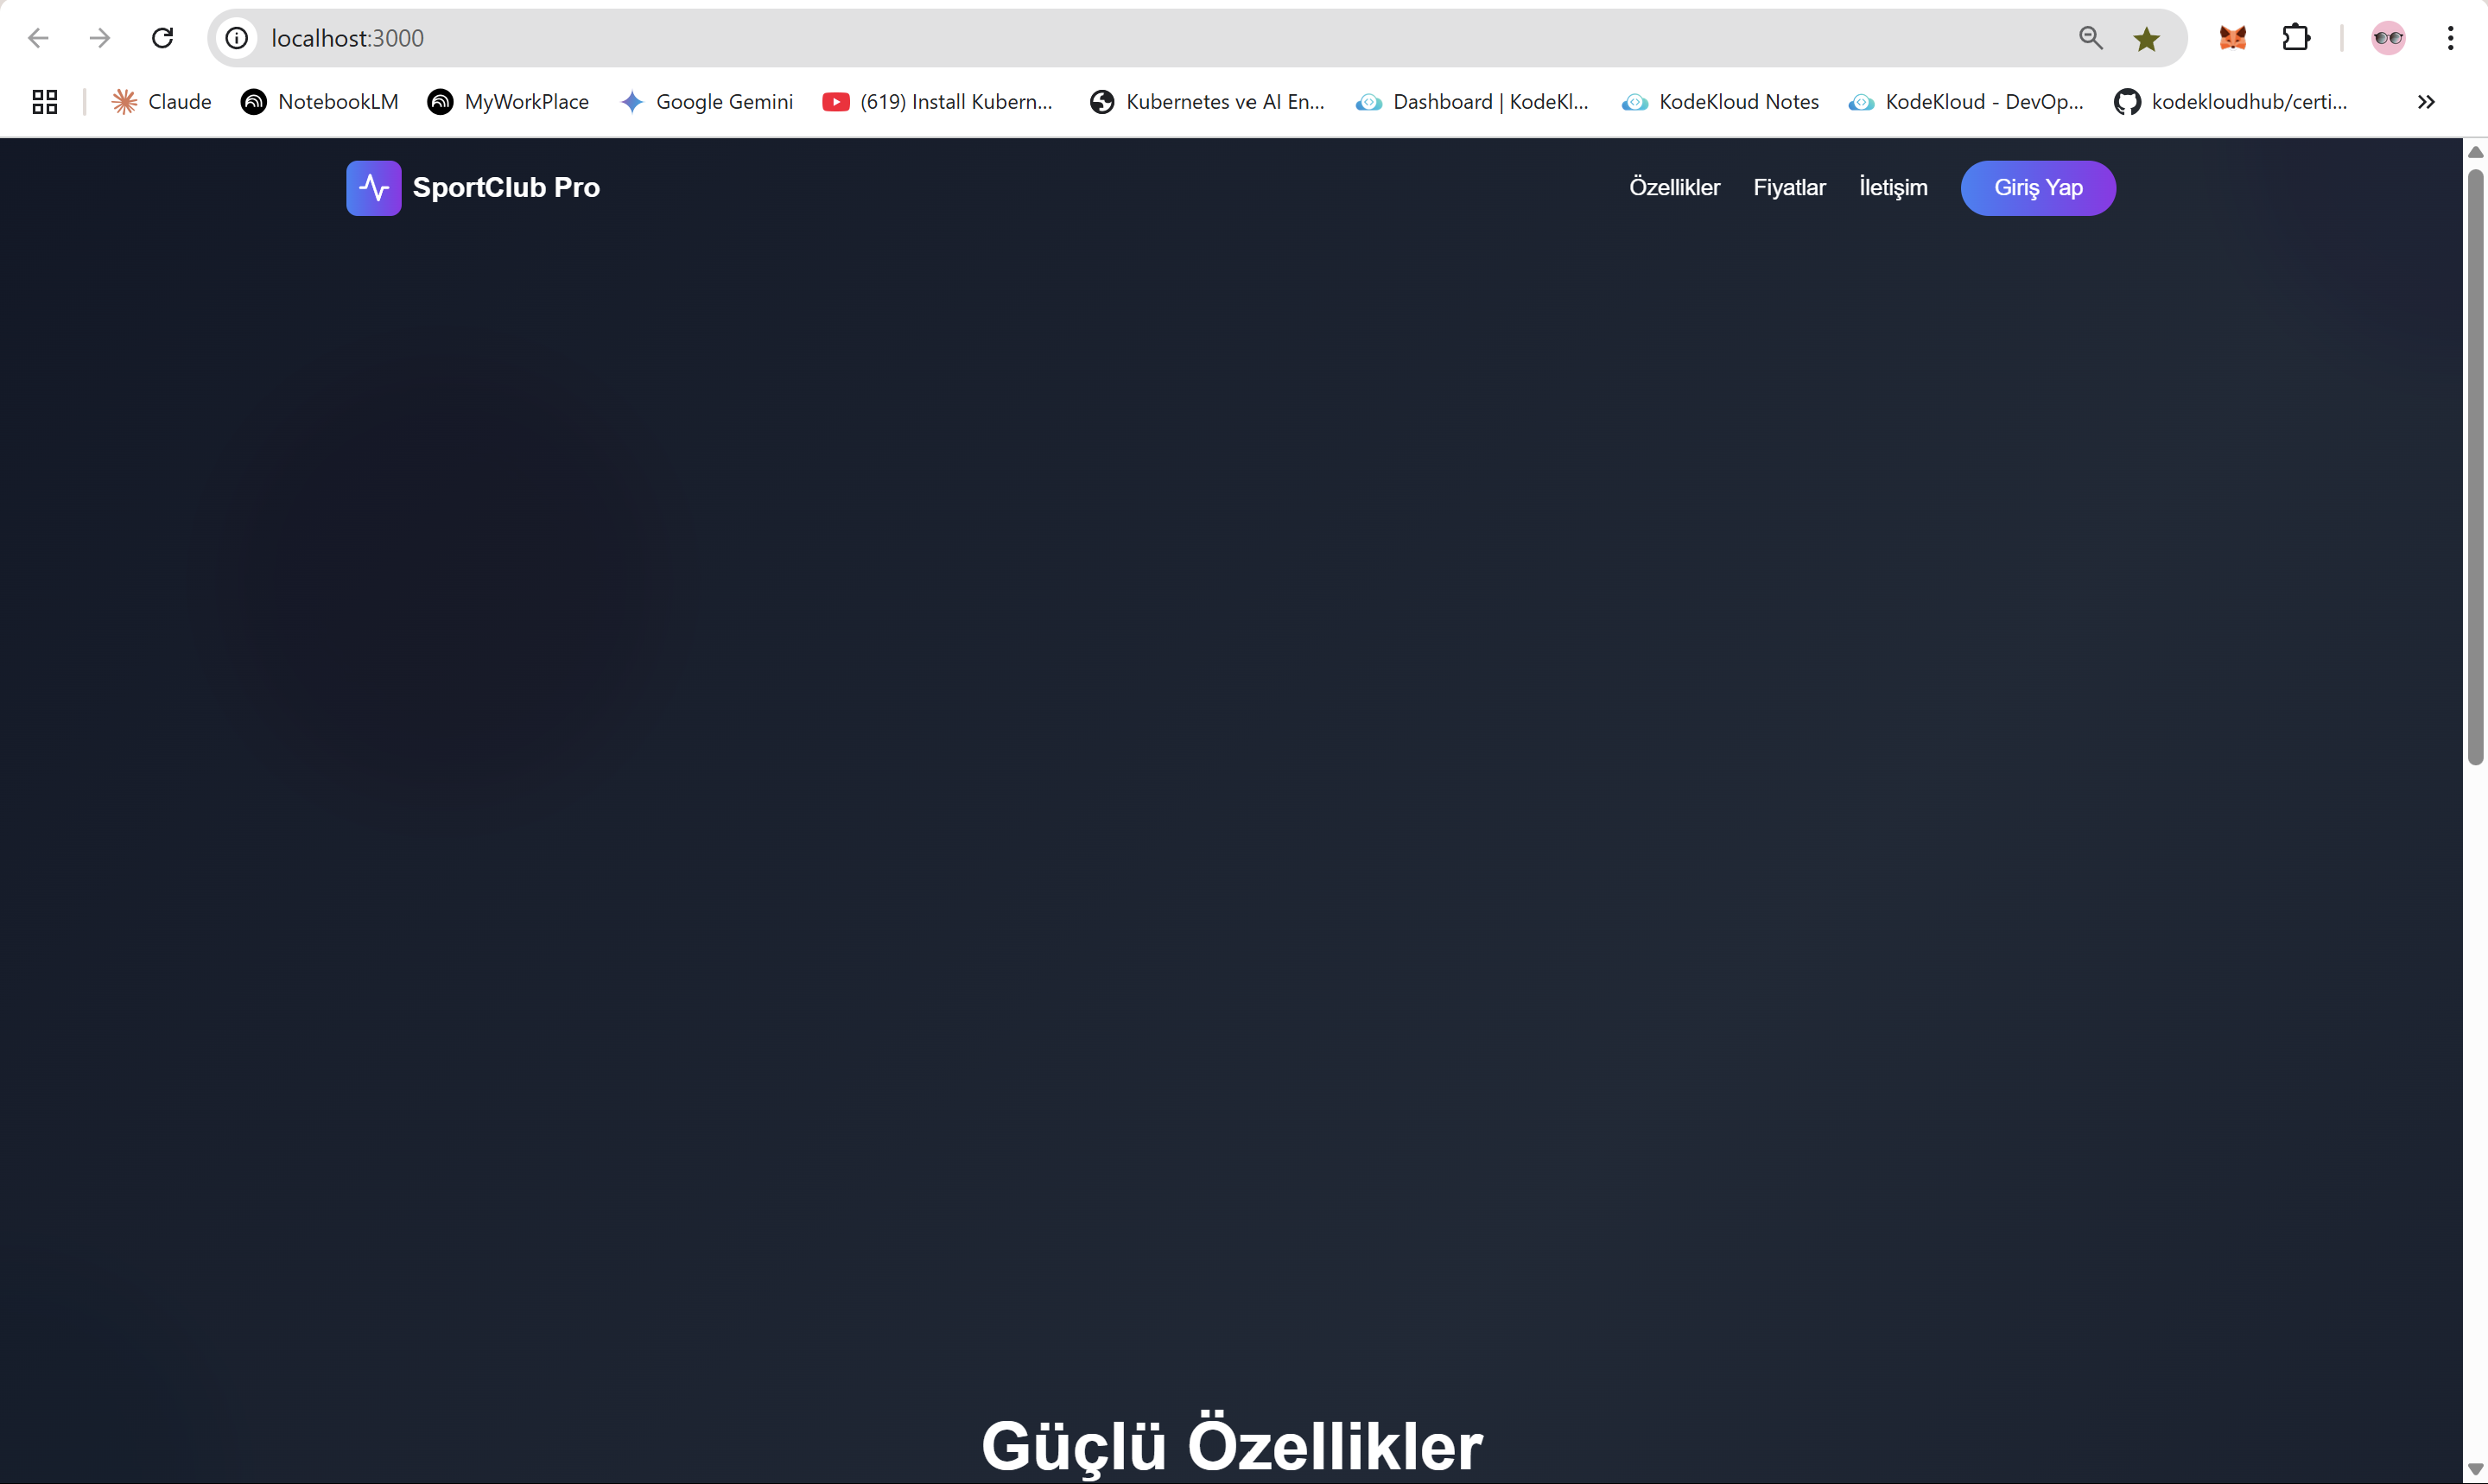 localhost:3000
Claude NotebookLM MyWorkPlace Google Gemini (619) Install Kubern... Kubernetes ve AI En... Dashboard | KodeKl... KodeKloud Notes KodeKloud - DevOp... kodekloudhub/certi...
SportClub Pro Özellikler Fiyatlar İletişim Giriş Yap
Güçlü Özellikler